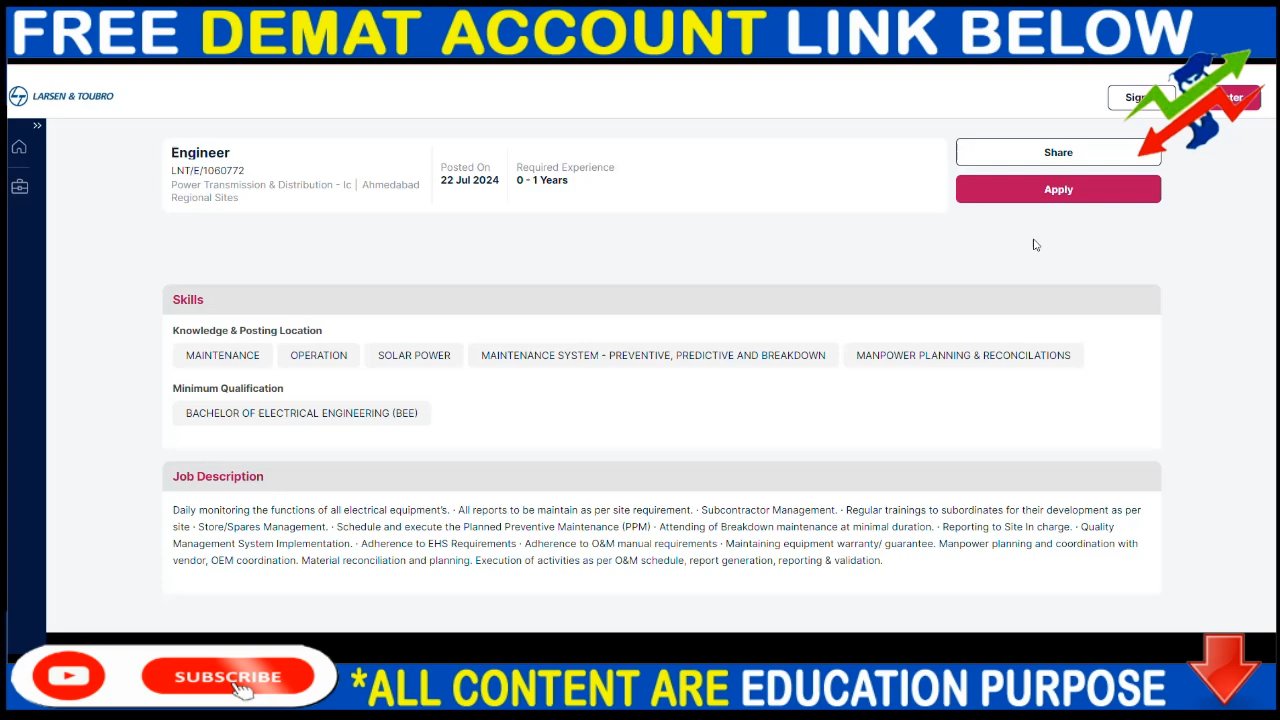 FREE DEMAT ACCOUNT LINK BELOW
LARSEN & TOUBRO
Engineer
LNT/E/1060772
Power Transmission & Distribution - Ic | Ahmedabad
Regional Sites
Posted On
22 Jul 2024
Required Experience
0 - 1 Years
Share
Apply
Skills
Knowledge & Posting Location
MAINTENANCE OPERATION SOLAR POWER MAINTENANCE SYSTEM - PREVENTIVE, PREDICTIVE AND BREAKDOWN MANPOWER PLANNING & RECONCILATIONS
Minimum Qualification
BACHELOR OF ELECTRICAL ENGINEERING (BEE)
Job Description
Daily monitoring the functions of all electrical equipment's. · All reports to be maintain as per site requirement. · Subcontractor Management. · Regular trainings to subordinates for their development as per
site · Store/Spares Management. · Schedule and execute the Planned Preventive Maintenance (PPM) · Attending of Breakdown maintenance at minimal duration. · Reporting to Site In charge. · Quality
Management System Implementation. · Adherence to EHS Requirements · Adherence to O&M manual requirements · Maintaining equipment warranty/ guarantee. Manpower planning and coordination with
vendor, OEM coordination. Material reconciliation and planning. Execution of activities as per O&M schedule, report generation, reporting & validation.
SUBSCRIBE
*ALL CONTENT ARE EDUCATION PURPOSE